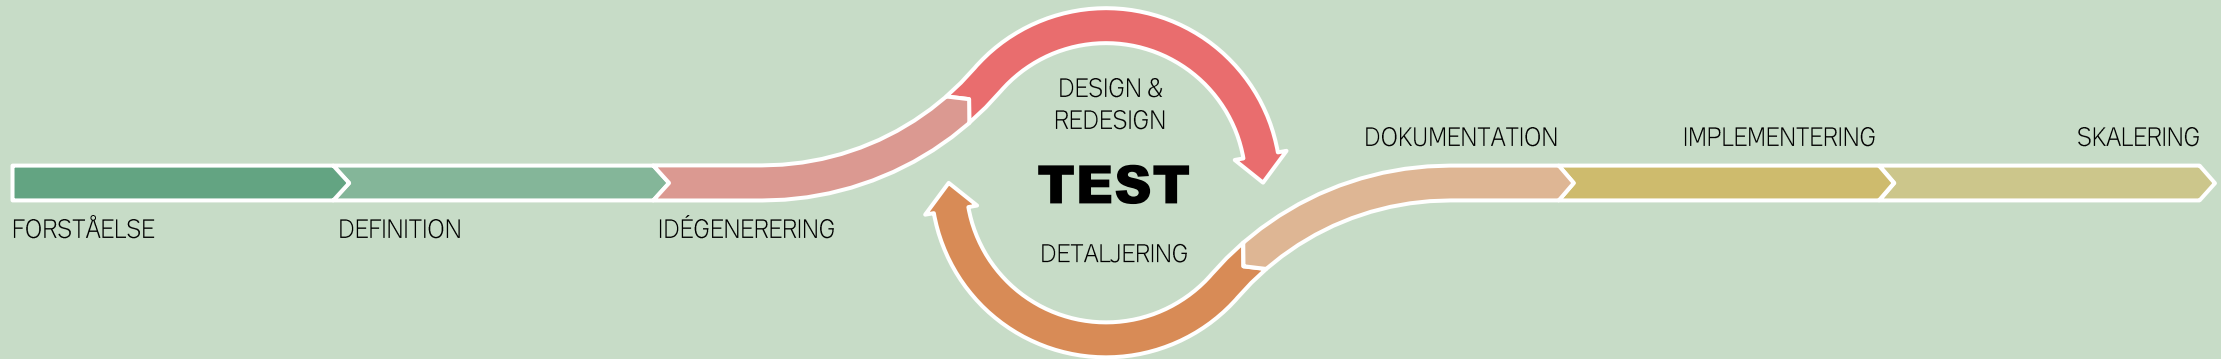 FORSTÅELSE
DEFINITION
IDÉGENERERING
DESIGN &
REDESIGN
TEST
DETALJERING
DOKUMENTATION
IMPLEMENTERING
SKALERING